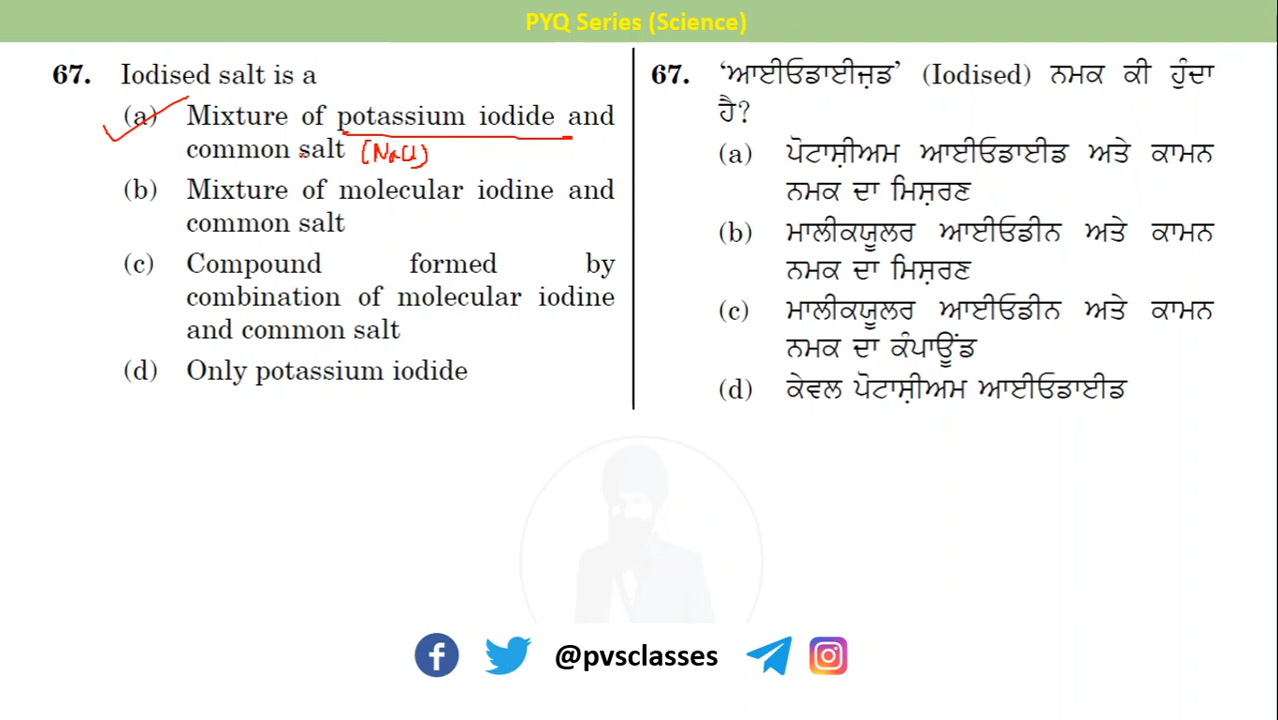 PYQ Series (Science)
67. Iodised salt is a
(a) Mixture of potassium iodide and
common salt (NaCl)
(b) Mixture of molecular iodine and
common salt
(c) Compound formed by
combination of molecular iodine
and common salt
(d) Only potassium iodide
67. ‘ਆਈਓਡਾਈਜ਼ਡ’ (Iodised) ਨਮਕ ਕੀ ਹੁੰਦਾ
ਹੈ?
(a) ਪੋਟਾਸ਼ੀਅਮ ਆਈਓਡਾਈਡ ਅਤੇ ਕਾਮਨ
ਨਮਕ ਦਾ ਮਿਸ਼ਰਣ
(b) ਮਾਲੀਕਯੂਲਰ ਆਈਓਡੀਨ ਅਤੇ ਕਾਮਨ
ਨਮਕ ਦਾ ਮਿਸ਼ਰਣ
(c) ਮਾਲੀਕਯੂਲਰ ਆਈਓਡੀਨ ਅਤੇ ਕਾਮਨ
ਨਮਕ ਦਾ ਕੰਪਾਊਂਡ
(d) ਕੇਵਲ ਪੋਟਾਸ਼ੀਅਮ ਆਈਓਡਾਈਡ
@pvsclasses